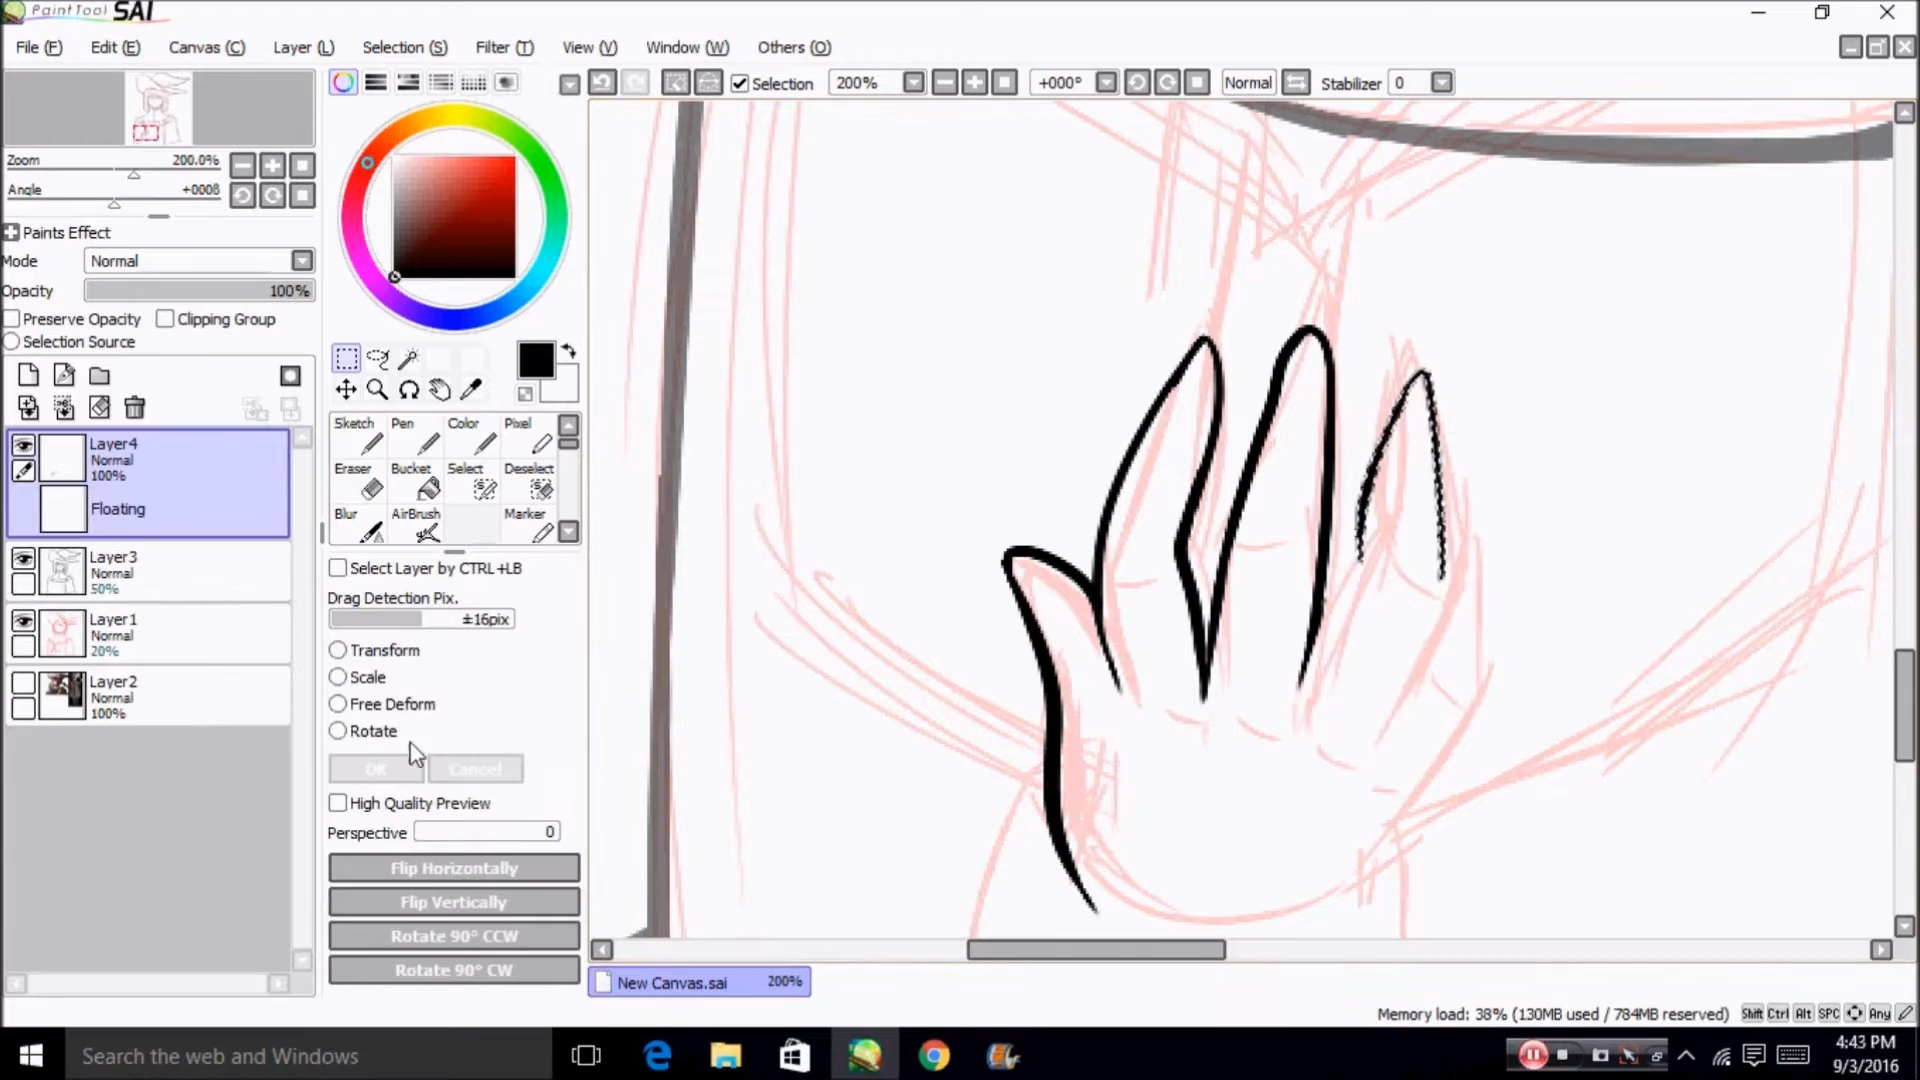 PaintTool SAI
File (F) Edit (E) Canvas (C) Layer (L) Selection (S) Filter (T) View (V) Window (W) Others (O)
Selection 200% +000° Normal Stabilizer 0
Zoom 200.0%
Angle +000ß
Paints Effect
Mode Normal
Opacity 100%
Preserve Opacity Clipping Group
Selection Source
Layer4
Normal
100%
Floating
Layer3
Normal
50%
Layer1
Normal
20%
Layer2
Normal
100%
Sketch Pen Color Pixel
Eraser Bucket Select Deselect
Blur AirBrush Marker
Select Layer by CTRL+LB
Drag Detection Pix.
±16pix
Transform
Scale
Free Deform
Rotate
OK Cancel
High Quality Preview
Perspective 0
Flip Horizontally
Flip Vertically
Rotate 90° CCW
Rotate 90° CW
New Canvas.sai 200%
Memory load: 38% (130MB used / 784MB reserved) Shift Ctrl Alt SPC Any
Search the web and Windows
4:43 PM
9/3/2016